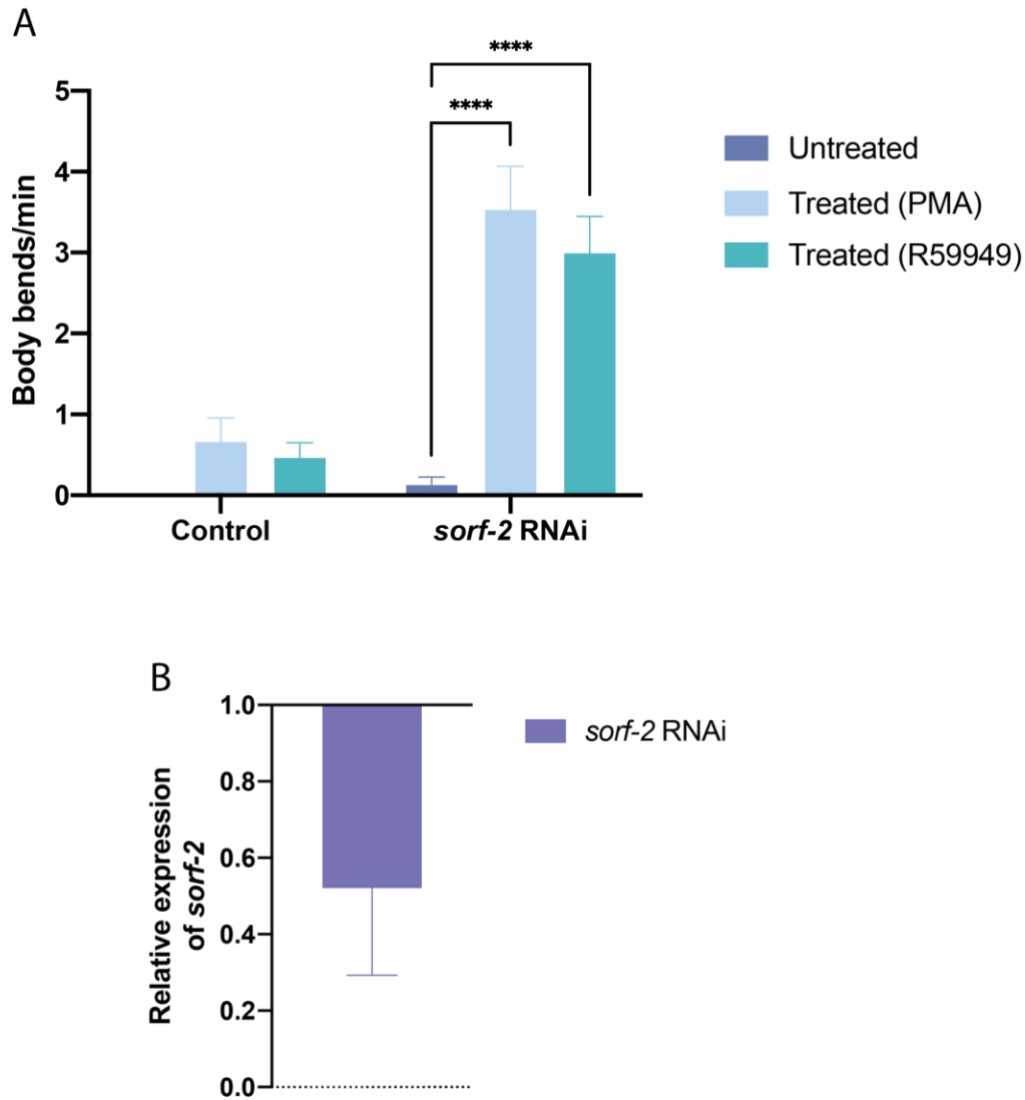 A
****
****
5
4
3
2
1
0
Body bends/min
Control
sorf-2 RNAi
Untreated
Treated (PMA)
Treated (R59949)
B
1.0
0.8
0.6
0.4
0.2
0.0
Relative expression
of sorf-2
sorf-2 RNAi